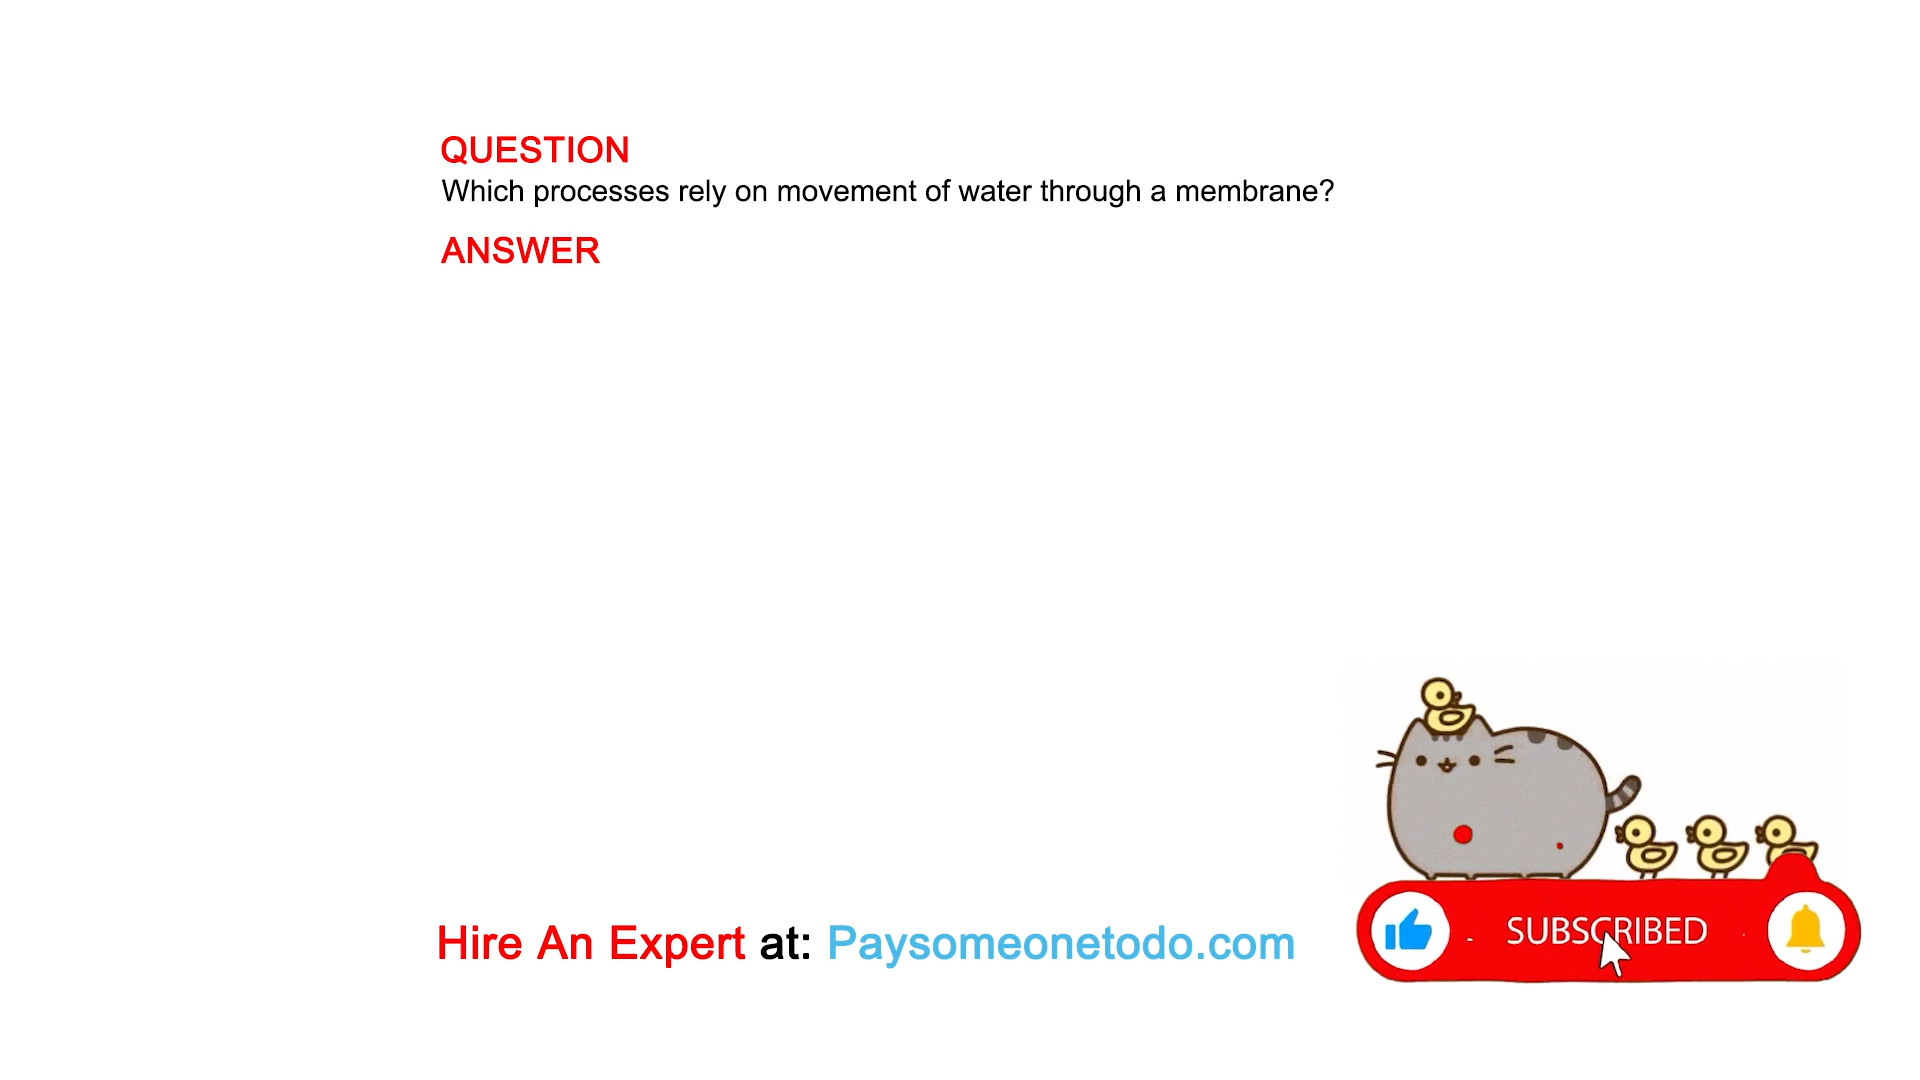 QUESTION
Which processes rely on movement of water through a membrane?
ANSWER
Hire An Expert at: Paysomeonetodo.com
SUBSCRIBED